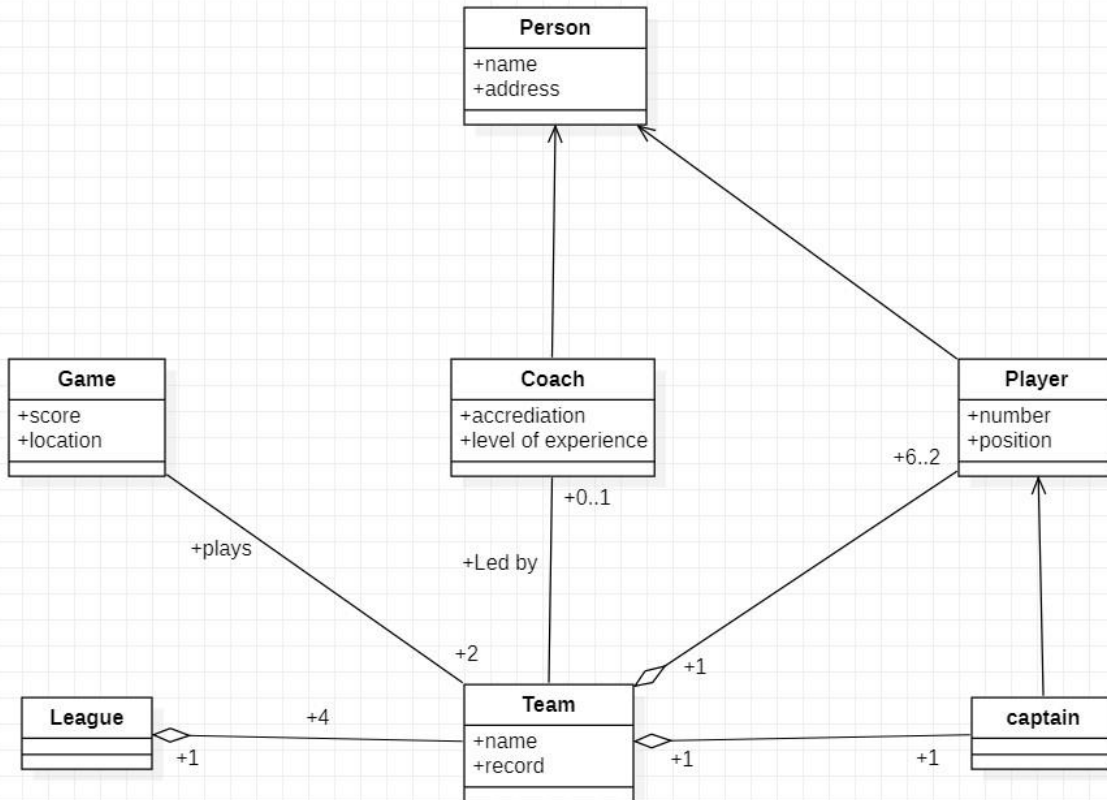 Person
+name
+address
Game
+score
+location
Coach
+accrediation
+level of experience
Player
+number
+position
+6..2
+0..1
+plays
+Led by
+2
+1
League
+4
+1
Team
+name
+record
+1
+1
captain